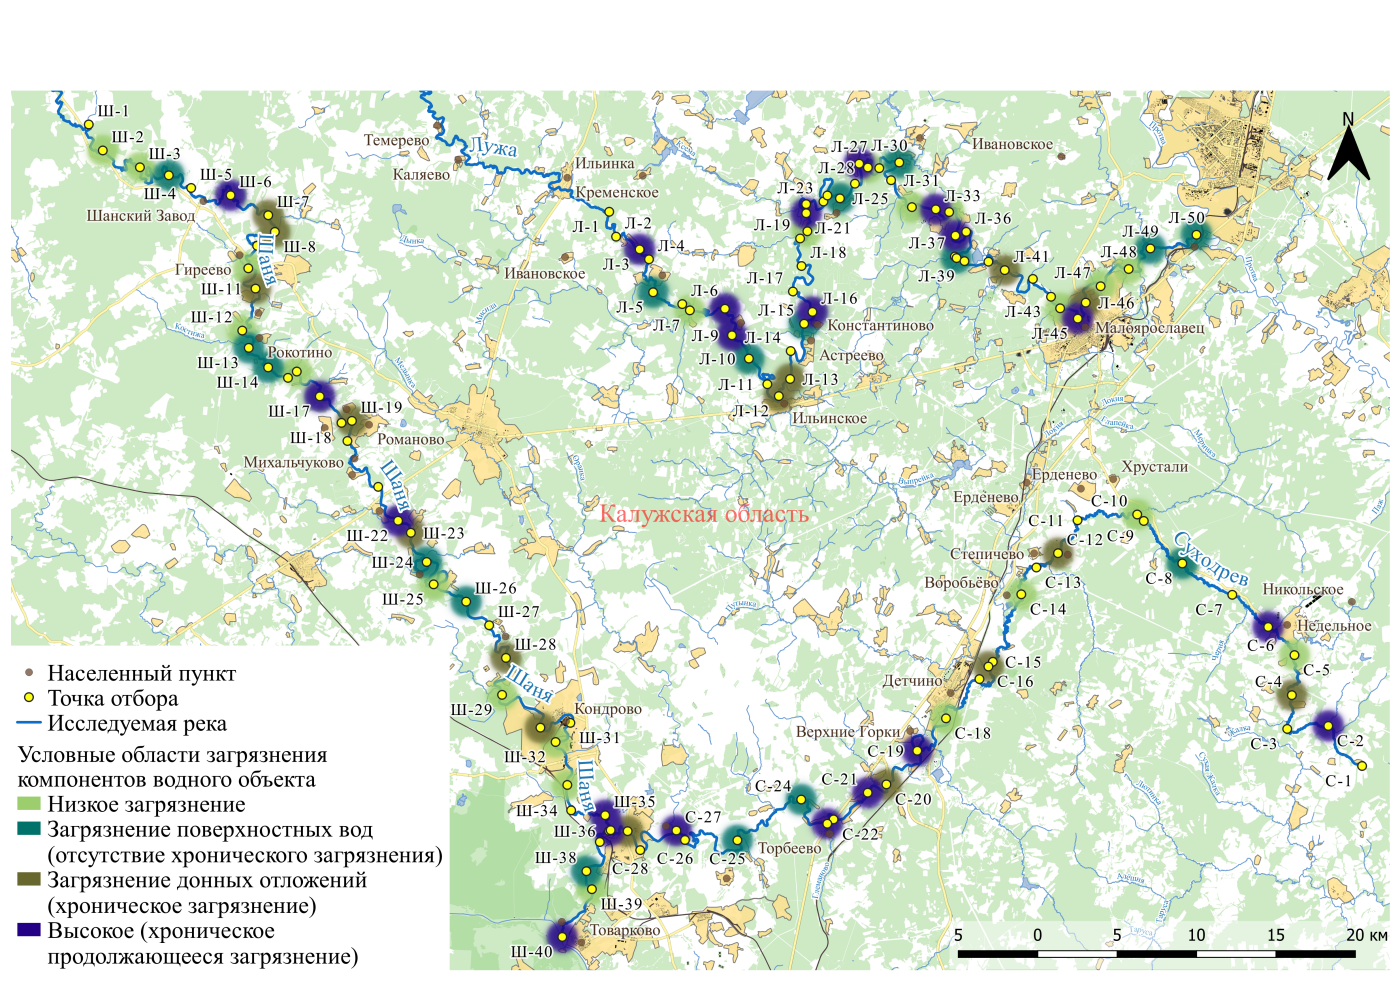 N
Ш-1
Ш-2
Ш-3
Ш-4
Ш-5
Ш-6
Ш-7
Ш-8
Шанский Завод
Шаня
Гиреево
Ш-11
Ш-12
Костижа
Ш-13
Рокотино
Ш-14
Ш-17
Ш-19
Ш-18
Романово
Михальчуково
Шаня
Ш-22
Ш-23
Ш-24
Ш-25
Ш-26
Ш-27
Ш-28
Шаня
Ш-29
Кондрово
Ш-31
Ш-32
Шаня
Ш-34
Ш-35
Ш-36
Ш-38
Ш-39
Товарково
Ш-40
Темерево
Лужа
Каляево
Ильинка
Кременское
Л-1
Л-2
Л-4
Л-3
Ивановское
Л-5
Л-6
Л-7
Л-9
Л-14
Л-10
Л-11
Л-13
Л-12
Ильинское
Астреево
Константиново
Л-15
Л-16
Л-17
Л-18
Л-19
Л-21
Л-23
Л-25
Л-27
Л-28
Л-30
Ивановское
Л-31
Л-33
Л-36
Л-37
Л-39
Л-41
Л-43
Л-45
Л-46
Л-47
Л-48
Л-49
Л-50
Малоярославец
Калужская область
Выпрейка
Путынка
Локня
Ерденево
Хрустали
Ердёнево
С-10
С-11
С-9
С-12
Степичево
Суходрев
С-8
С-13
Воробьёво
С-14
С-7
Никольское
Недельное
С-6
С-5
С-4
С-3
С-2
С-1
С-15
С-16
Детчино
С-18
Верхние Горки
С-19
С-20
С-21
С-24
С-22
Торбеево
С-25
С-27
С-26
С-28
5 0 5 10 15 20 км
Населенный пункт
Точка отбора
Исследуемая река
Условные области загрязнения
компонентов водного объекта
Низкое загрязнение
Загрязнение поверхностных вод
(отсутствие хронического загрязнения)
Загрязнение донных отложений
(хроническое загрязнение)
Высокое (хроническое
продолжающееся загрязнение)